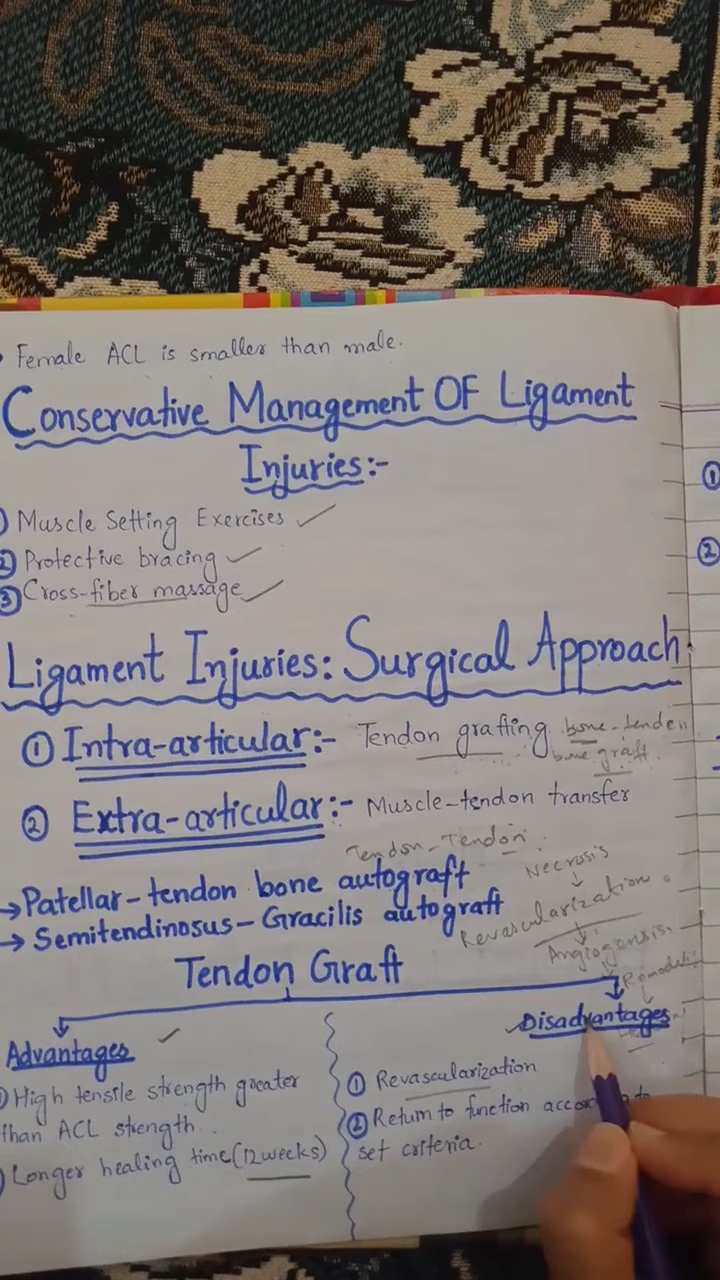 Female ACL is smaller than male.
Conservative Management OF Ligament
Injuries:-
Muscle Setting Exercises ✓
② Protective bracing ✓
③ Cross-fiber massage ✓
Ligament Injuries: Surgical Approach
① Intra-articular:- Tendon grafting bone-tendon
bone graft.
② Extra-articular:- Muscle-tendon transfer
Tendon-Tendon.
→ Patellar-tendon bone autograft
→ Semitendinosus-Gracilis autograft
Necrosis
↓
Revascularization
↓
Angiogensis
Tendon Graft
Advantages ✓
High tensile strength greater
than ACL strength.
Longer healing time (12 weeks)
Disadvantages
① Revascularization
② Return to function
set criteria.
①
②